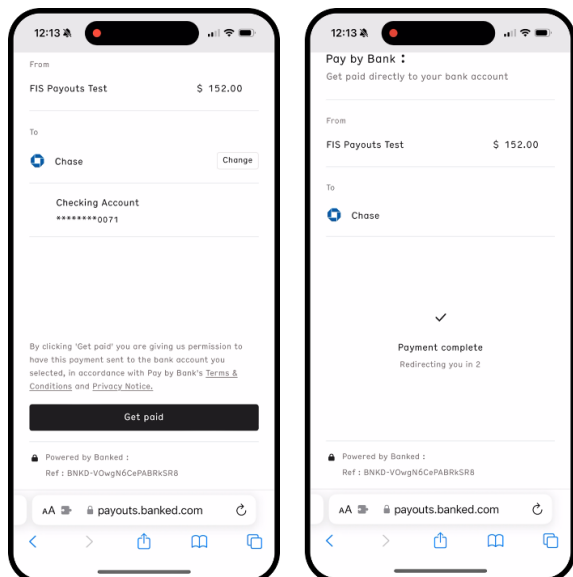 12:13
From
FIS Payouts Test $ 152.00
To
Chase Change
Checking Account
********0071
By clicking 'Get paid' you are giving us permission to
have this payment sent to the bank account you
selected, in accordance with Pay by Bank's Terms &
Conditions and Privacy Notice.
Get paid
Powered by Banked :
Ref : BNKD-VOwgN6CePABRkSR8
AA payouts.banked.com
12:13
Pay by Bank :
Get paid directly to your bank account
From
FIS Payouts Test $ 152.00
To
Chase
Payment complete
Redirecting you in 2
Powered by Banked :
Ref : BNKD-VOwgN6CePABRkSR8
AA payouts.banked.com